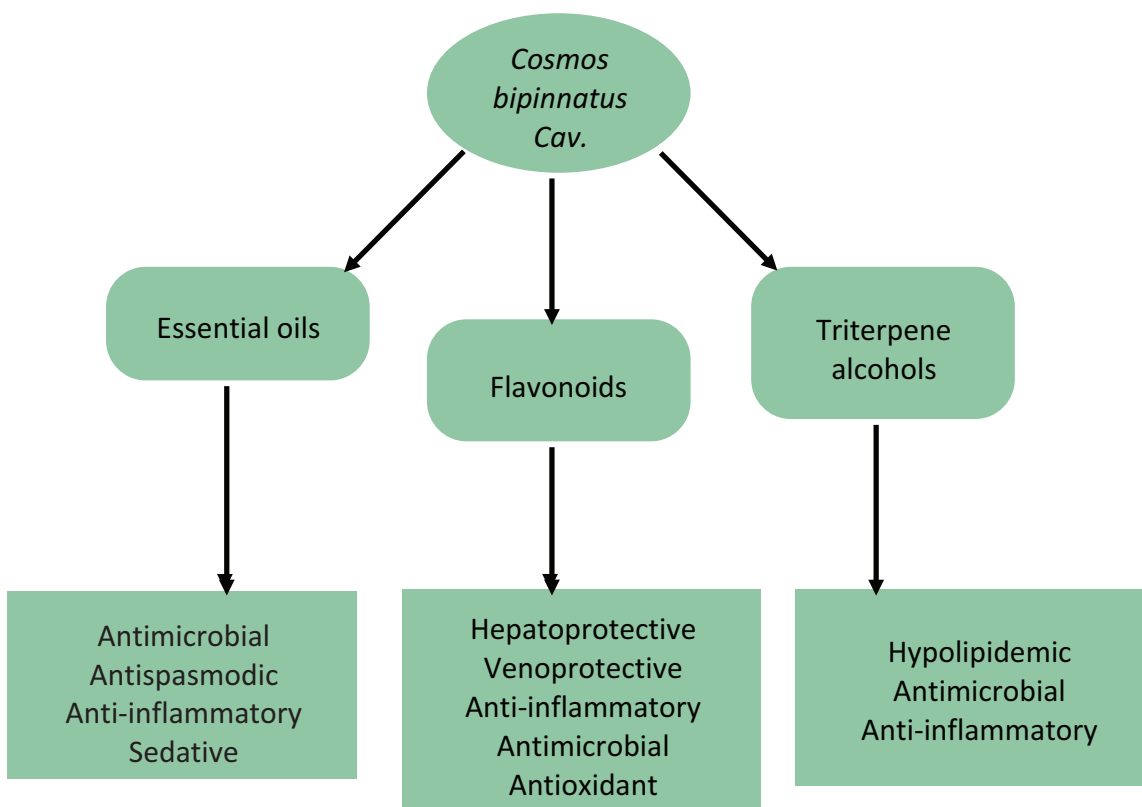 Cosmos
bipinnatus
Cav.
Essential oils
Flavonoids
Triterpene
alcohols
Antimicrobial
Antispasmodic
Anti-inflammatory
Sedative
Hepatoprotective
Venoprotective
Anti-inflammatory
Antimicrobial
Antioxidant
Hypolipidemic
Antimicrobial
Anti-inflammatory